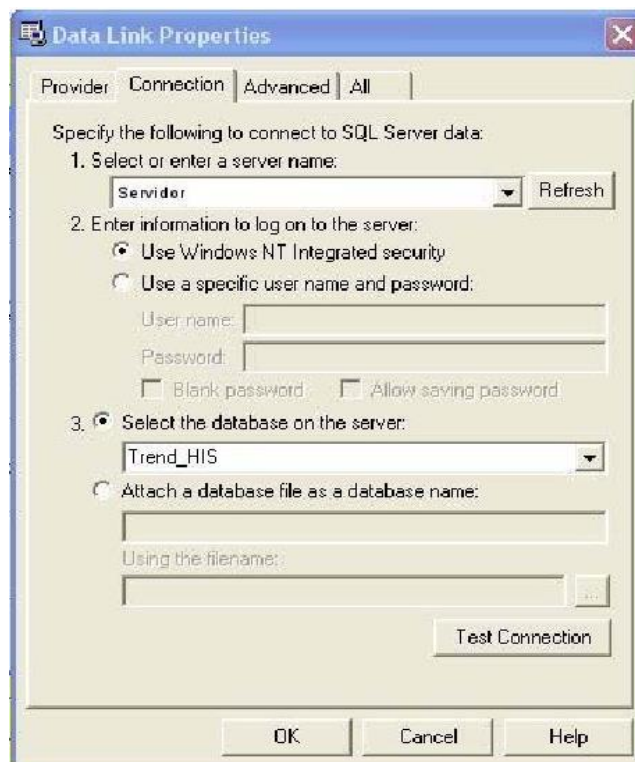 Data Link Properties
Provider Connection Advanced All
Specify the following to connect to SQL Server data:
1. Select or enter a server name:
Servidor Refresh
2. Enter information to log on to the server:
Use Windows NT Integrated security
Use a specific user name and password:
User name:
Password:
Blank password Allow saving password
3. Select the database on the server:
Trend_HIS
Attach a database file as a database name:
Using the filename:
...
Test Connection
OK Cancel Help